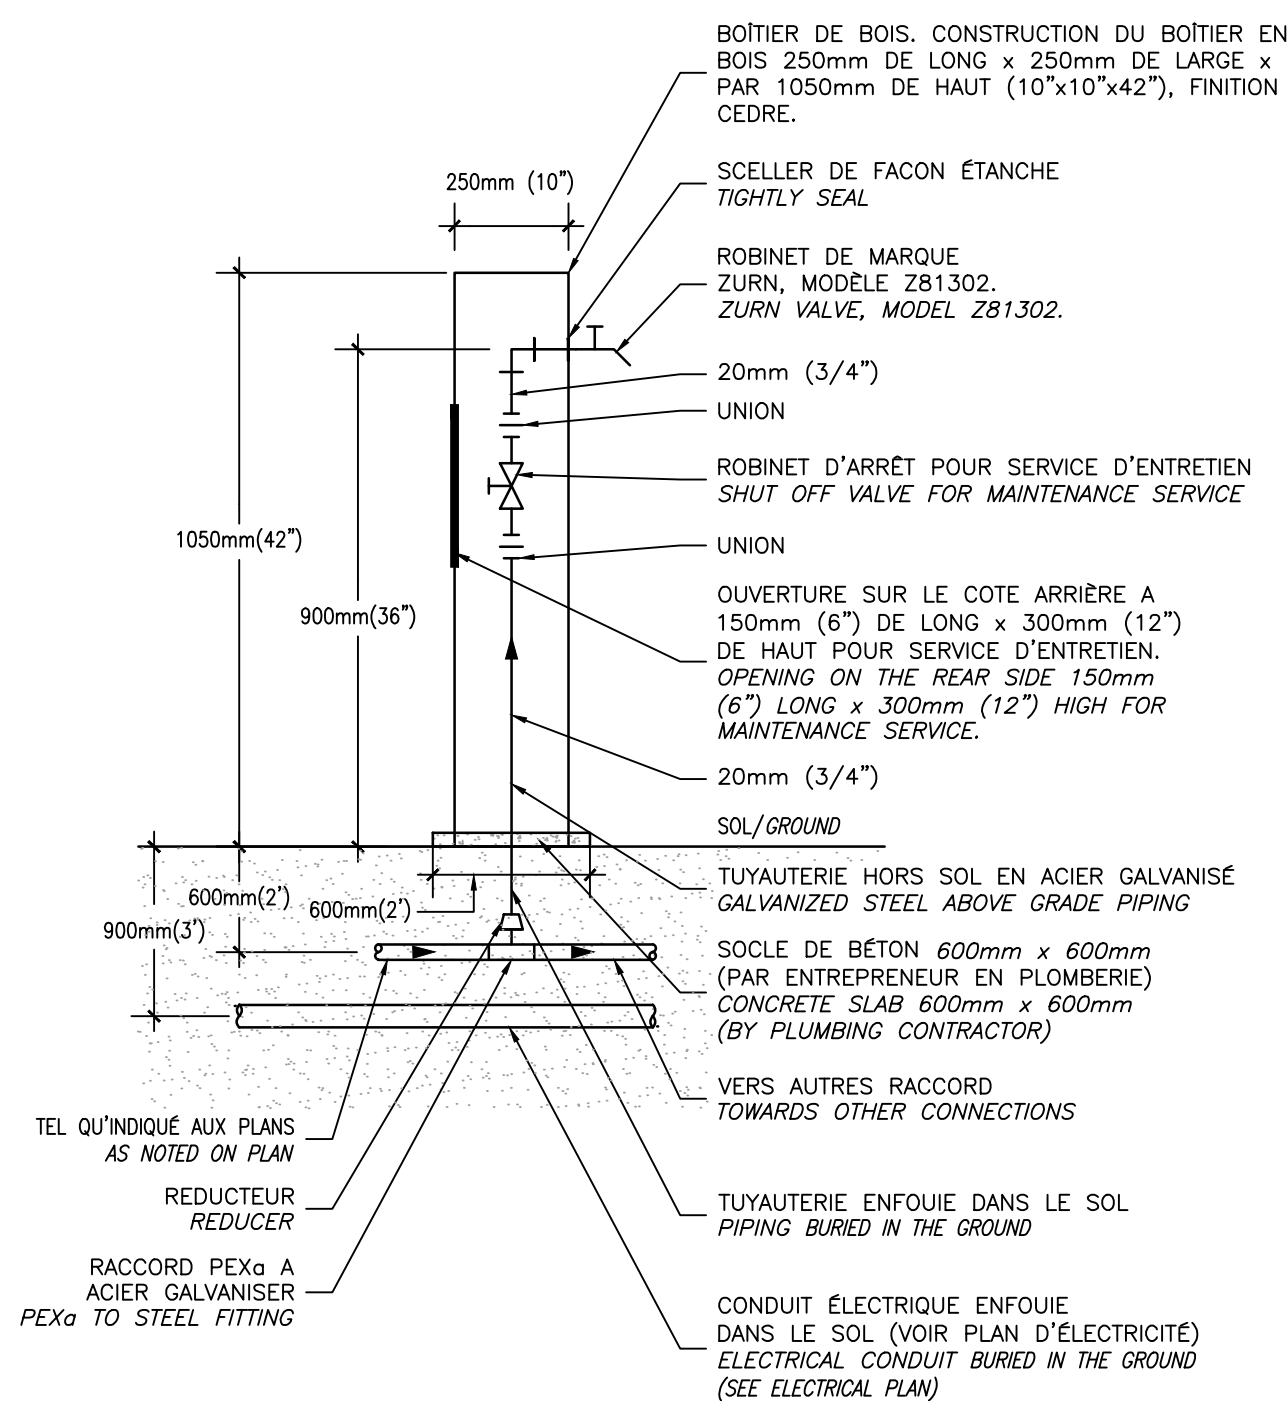 BOÎTIER DE BOIS. CONSTRUCTION DU BOÎTIER EN
BOIS 250mm DE LONG x 250mm DE LARGE x
PAR 1050mm DE HAUT (10"x10"x42"), FINITION
CEDRE.
SCELLER DE FACON ÉTANCHE
TIGHTLY SEAL
250mm (10")
ROBINET DE MARQUE
ZURN, MODÈLE Z81302.
ZURN VALVE, MODEL Z81302.
20mm (3/4")
UNION
ROBINET D'ARRÊT POUR SERVICE D'ENTRETIEN
SHUT OFF VALVE FOR MAINTENANCE SERVICE
1050mm(42")
UNION
900mm(36")
OUVERTURE SUR LE COTE ARRIÈRE A
150mm (6") DE LONG x 300mm (12")
DE HAUT POUR SERVICE D'ENTRETIEN.
OPENING ON THE REAR SIDE 150mm
(6") LONG x 300mm (12") HIGH FOR
MAINTENANCE SERVICE.
20mm (3/4")
SOL/GROUND
TUYAUTERIE HORS SOL EN ACIER GALVANISÉ
GALVANIZED STEEL ABOVE GRADE PIPING
600mm(2')
600mm(2')
900mm(3')
SOCLE DE BÉTON 600mm x 600mm
(PAR ENTREPRENEUR EN PLOMBERIE)
CONCRETE SLAB 600mm x 600mm
(BY PLUMBING CONTRACTOR)
VERS AUTRES RACCORD
TOWARDS OTHER CONNECTIONS
TEL QU'INDIQUÉ AUX PLANS
AS NOTED ON PLAN
REDUCTEUR
REDUCER
TUYAUTERIE ENFOUIE DANS LE SOL
PIPING BURIED IN THE GROUND
RACCORD PEXa A
ACIER GALVANISER
PEXa TO STEEL FITTING
CONDUIT ÉLECTRIQUE ENFOUIE
DANS LE SOL (VOIR PLAN D'ÉLECTRICITÉ)
ELECTRICAL CONDUIT BURIED IN THE GROUND
(SEE ELECTRICAL PLAN)